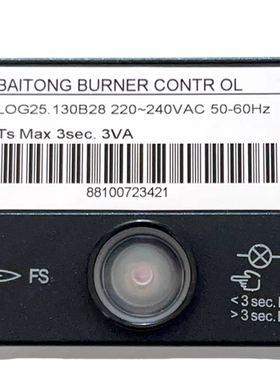 BAITONG BURNER CONTR OL
LOG25.130B28 220~240VAC 50-60Hz
Ts Max 3sec. 3VA
88100723421
FS
< 3 sec.
> 3 sec.